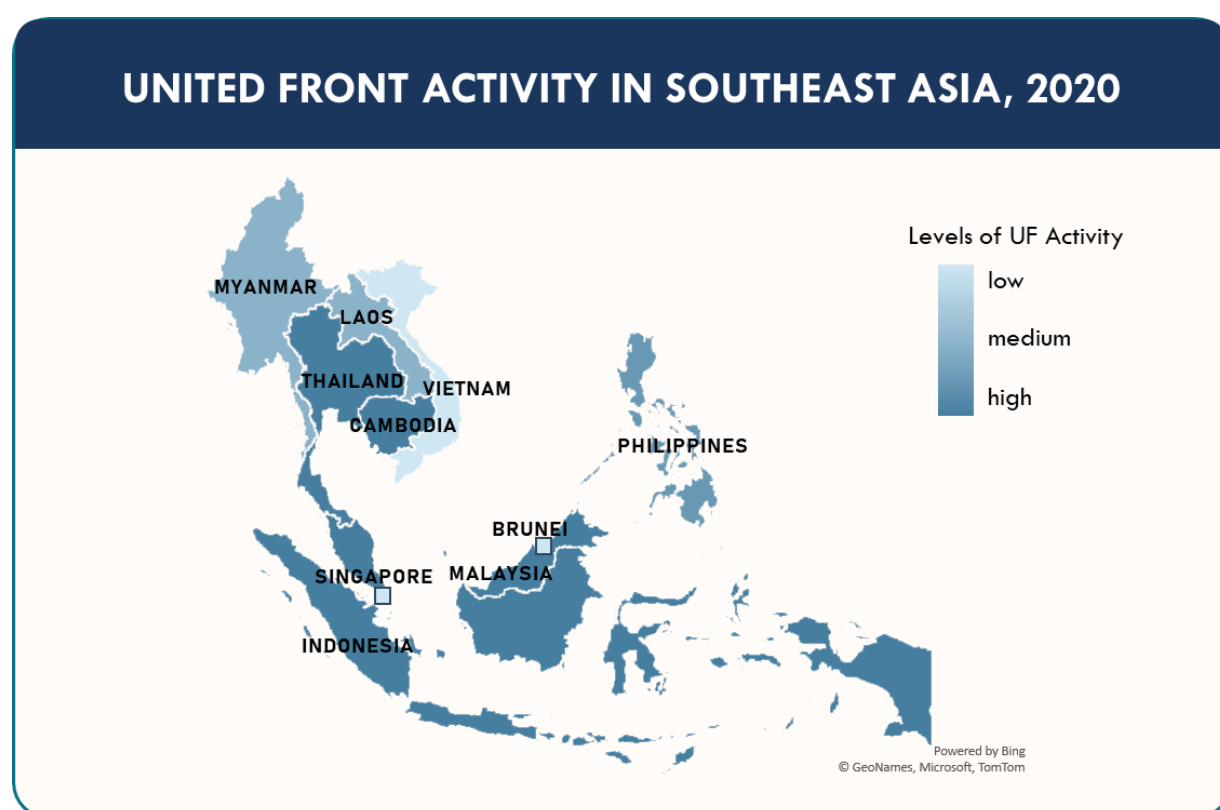 UNITED FRONT ACTIVITY IN SOUTHEAST ASIA, 2020
Levels of UF Activity
low
medium
high
MYANMAR
LAOS
THAILAND
VIETNAM
CAMBODIA
PHILIPPINES
BRUNEI
SINGAPORE
MALAYSIA
INDONESIA
Powered by Bing
© GeoNames, Microsoft, TomTom